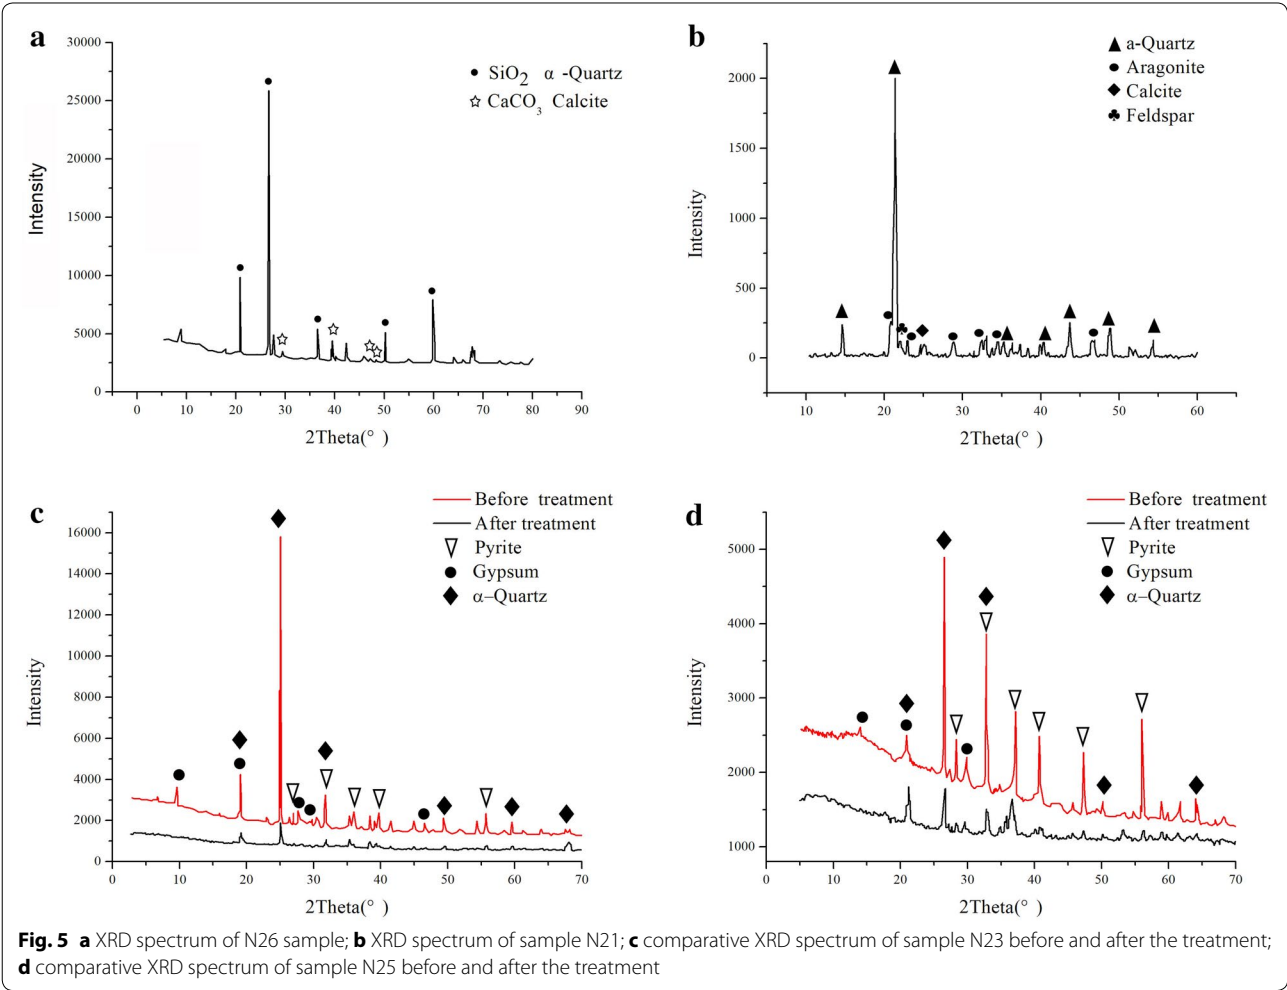 a
30000
25000
20000
15000
10000
5000
0
Intensity
0 10 20 30 40 50 60 70 80 90
2Theta(° )
SiO2 α -Quartz
CaCO3 Calcite
b
2000
1500
1000
500
0
Intensity
10 20 30 40 50 60
2Theta(° )
a-Quartz
Aragonite
Calcite
Feldspar
c
16000
14000
12000
10000
8000
6000
4000
2000
0
Intensity
0 10 20 30 40 50 60 70
2Theta(° )
Before treatment
After treatment
Pyrite
Gypsum
α–Quartz
d
5000
4000
3000
2000
1000
Intensity
0 10 20 30 40 50 60 70
2Theta(° )
Before treatment
After treatment
Pyrite
Gypsum
α–Quartz
Fig. 5 a XRD spectrum of N26 sample; b XRD spectrum of sample N21; c comparative XRD spectrum of sample N23 before and after the treatment;
d comparative XRD spectrum of sample N25 before and after the treatment